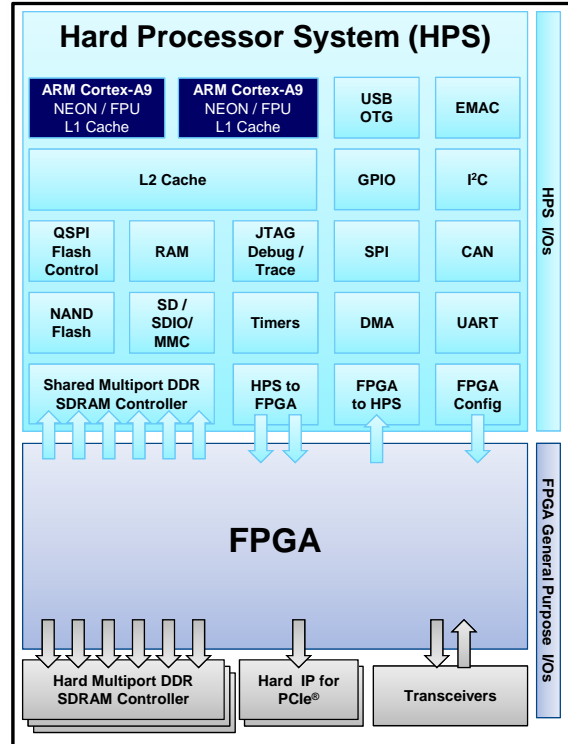 Hard Processor System (HPS)
ARM Cortex-A9
NEON / FPU
L1 Cache
ARM Cortex-A9
NEON / FPU
L1 Cache
USB
OTG
EMAC
L2 Cache
GPIO
I²C
QSPI
Flash
Control
RAM
JTAG
Debug /
Trace
SPI
CAN
NAND
Flash
SD /
SDIO/
MMC
Timers
DMA
UART
Shared Multiport DDR
SDRAM Controller
HPS to
FPGA
FPGA
to HPS
FPGA
Config
HPS I/Os
FPGA
FPGA General Purpose I/Os
Hard Multiport DDR
SDRAM Controller
Hard IP for
PCIe®
Transceivers